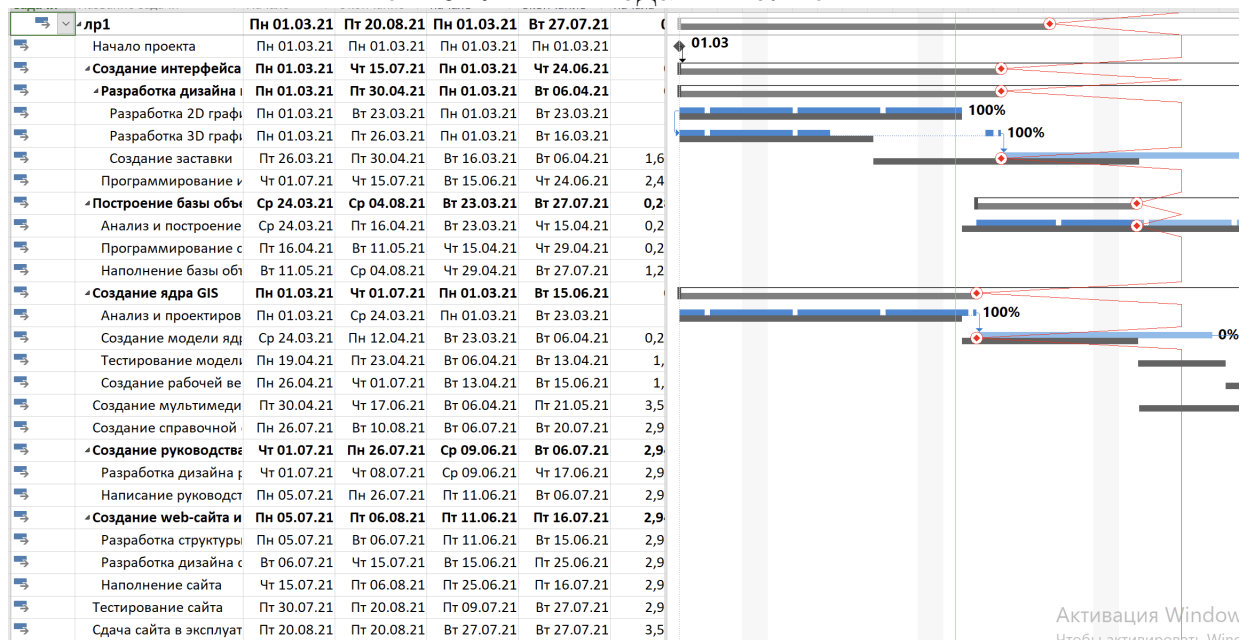 лр1 Пн 01.03.21 Пт 20.08.21 Пн 01.03.21 Вт 27.07.21
Начало проекта Пн 01.03.21 Пн 01.03.21 Пн 01.03.21 Пн 01.03.21 01.03
Создание интерфейса Пн 01.03.21 Чт 15.07.21 Пн 01.03.21 Чт 24.06.21
Разработка дизайна Пн 01.03.21 Пт 30.04.21 Пн 01.03.21 Вт 06.04.21
Разработка 2D граф Пн 01.03.21 Вт 23.03.21 Пн 01.03.21 Вт 23.03.21 100%
Разработка 3D граф Пн 01.03.21 Пт 26.03.21 Пн 01.03.21 Вт 16.03.21 100%
Создание заставки Пт 26.03.21 Пт 30.04.21 Вт 16.03.21 Вт 06.04.21 1,6
Программирование и Чт 01.07.21 Чт 15.07.21 Вт 15.06.21 Чт 24.06.21 2,4
Построение базы объе Ср 24.03.21 Ср 04.08.21 Вт 23.03.21 Вт 27.07.21 0,2
Анализ и построение Ср 24.03.21 Пт 16.04.21 Вт 23.03.21 Чт 15.04.21 0,2
Программирование с Пт 16.04.21 Вт 11.05.21 Чт 15.04.21 Чт 29.04.21 0,2
Наполнение базы об Вт 11.05.21 Ср 04.08.21 Чт 29.04.21 Вт 27.07.21 1,2
Создание ядра GIS Пн 01.03.21 Чт 01.07.21 Пн 01.03.21 Вт 15.06.21
Анализ и проектиров Пн 01.03.21 Ср 24.03.21 Пн 01.03.21 Вт 23.03.21 100%
Создание модели яд Ср 24.03.21 Пн 12.04.21 Вт 23.03.21 Вт 06.04.21 0,2 0%
Тестирование модели Пн 19.04.21 Пт 23.04.21 Вт 06.04.21 Вт 13.04.21 1,
Создание рабочей ве Пн 26.04.21 Чт 01.07.21 Вт 13.04.21 Вт 15.06.21 1,
Создание мультимеди Пт 30.04.21 Чт 17.06.21 Вт 06.04.21 Пт 21.05.21 3,5
Создание справочной Пн 26.07.21 Вт 10.08.21 Вт 06.07.21 Вт 20.07.21 2,9
Создание руководства Чт 01.07.21 Пн 26.07.21 Ср 09.06.21 Вт 06.07.21 2,9
Разработка дизайна р Чт 01.07.21 Чт 08.07.21 Ср 09.06.21 Чт 17.06.21 2,9
Написание руководст Пн 05.07.21 Пн 26.07.21 Пт 11.06.21 Вт 06.07.21 2,9
Создание web-сайта и Пн 05.07.21 Пт 06.08.21 Пт 11.06.21 Пт 16.07.21 2,9
Разработка структуры Пн 05.07.21 Вт 06.07.21 Пт 11.06.21 Вт 15.06.21 2,9
Разработка дизайна с Вт 06.07.21 Чт 15.07.21 Вт 15.06.21 Пт 25.06.21 2,9
Наполнение сайта Чт 15.07.21 Пт 06.08.21 Пт 25.06.21 Пт 16.07.21 2,9
Тестирование сайта Пт 30.07.21 Пт 20.08.21 Пт 09.07.21 Вт 27.07.21 2,9
Сдача сайта в эксплуат Пт 20.08.21 Пт 20.08.21 Вт 27.07.21 Вт 27.07.21 3,5
Активация Window